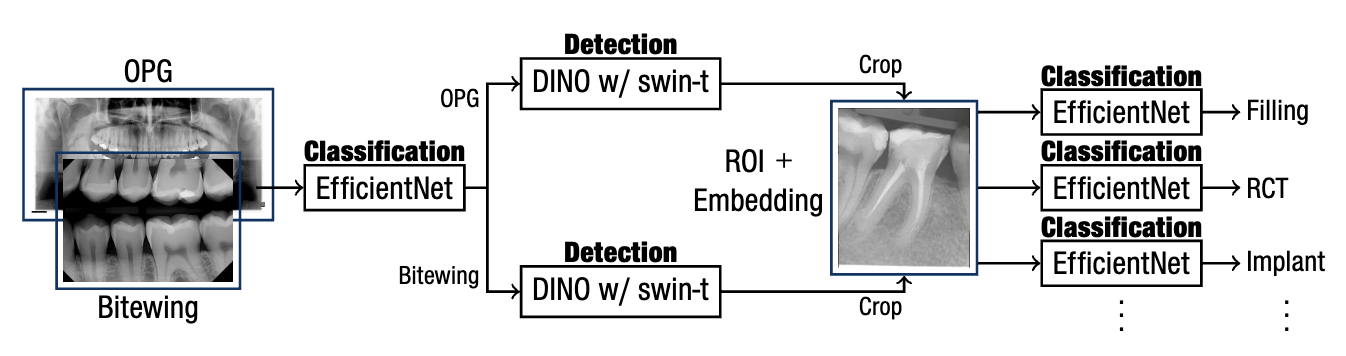 OPG
Bitewing
Classification
EfficientNet
OPG
Bitewing
Detection
DINO w/ swin-t
Detection
DINO w/ swin-t
Crop
Crop
ROI +
Embedding
Classification
EfficientNet
Filling
Classification
EfficientNet
RCT
Classification
EfficientNet
Implant